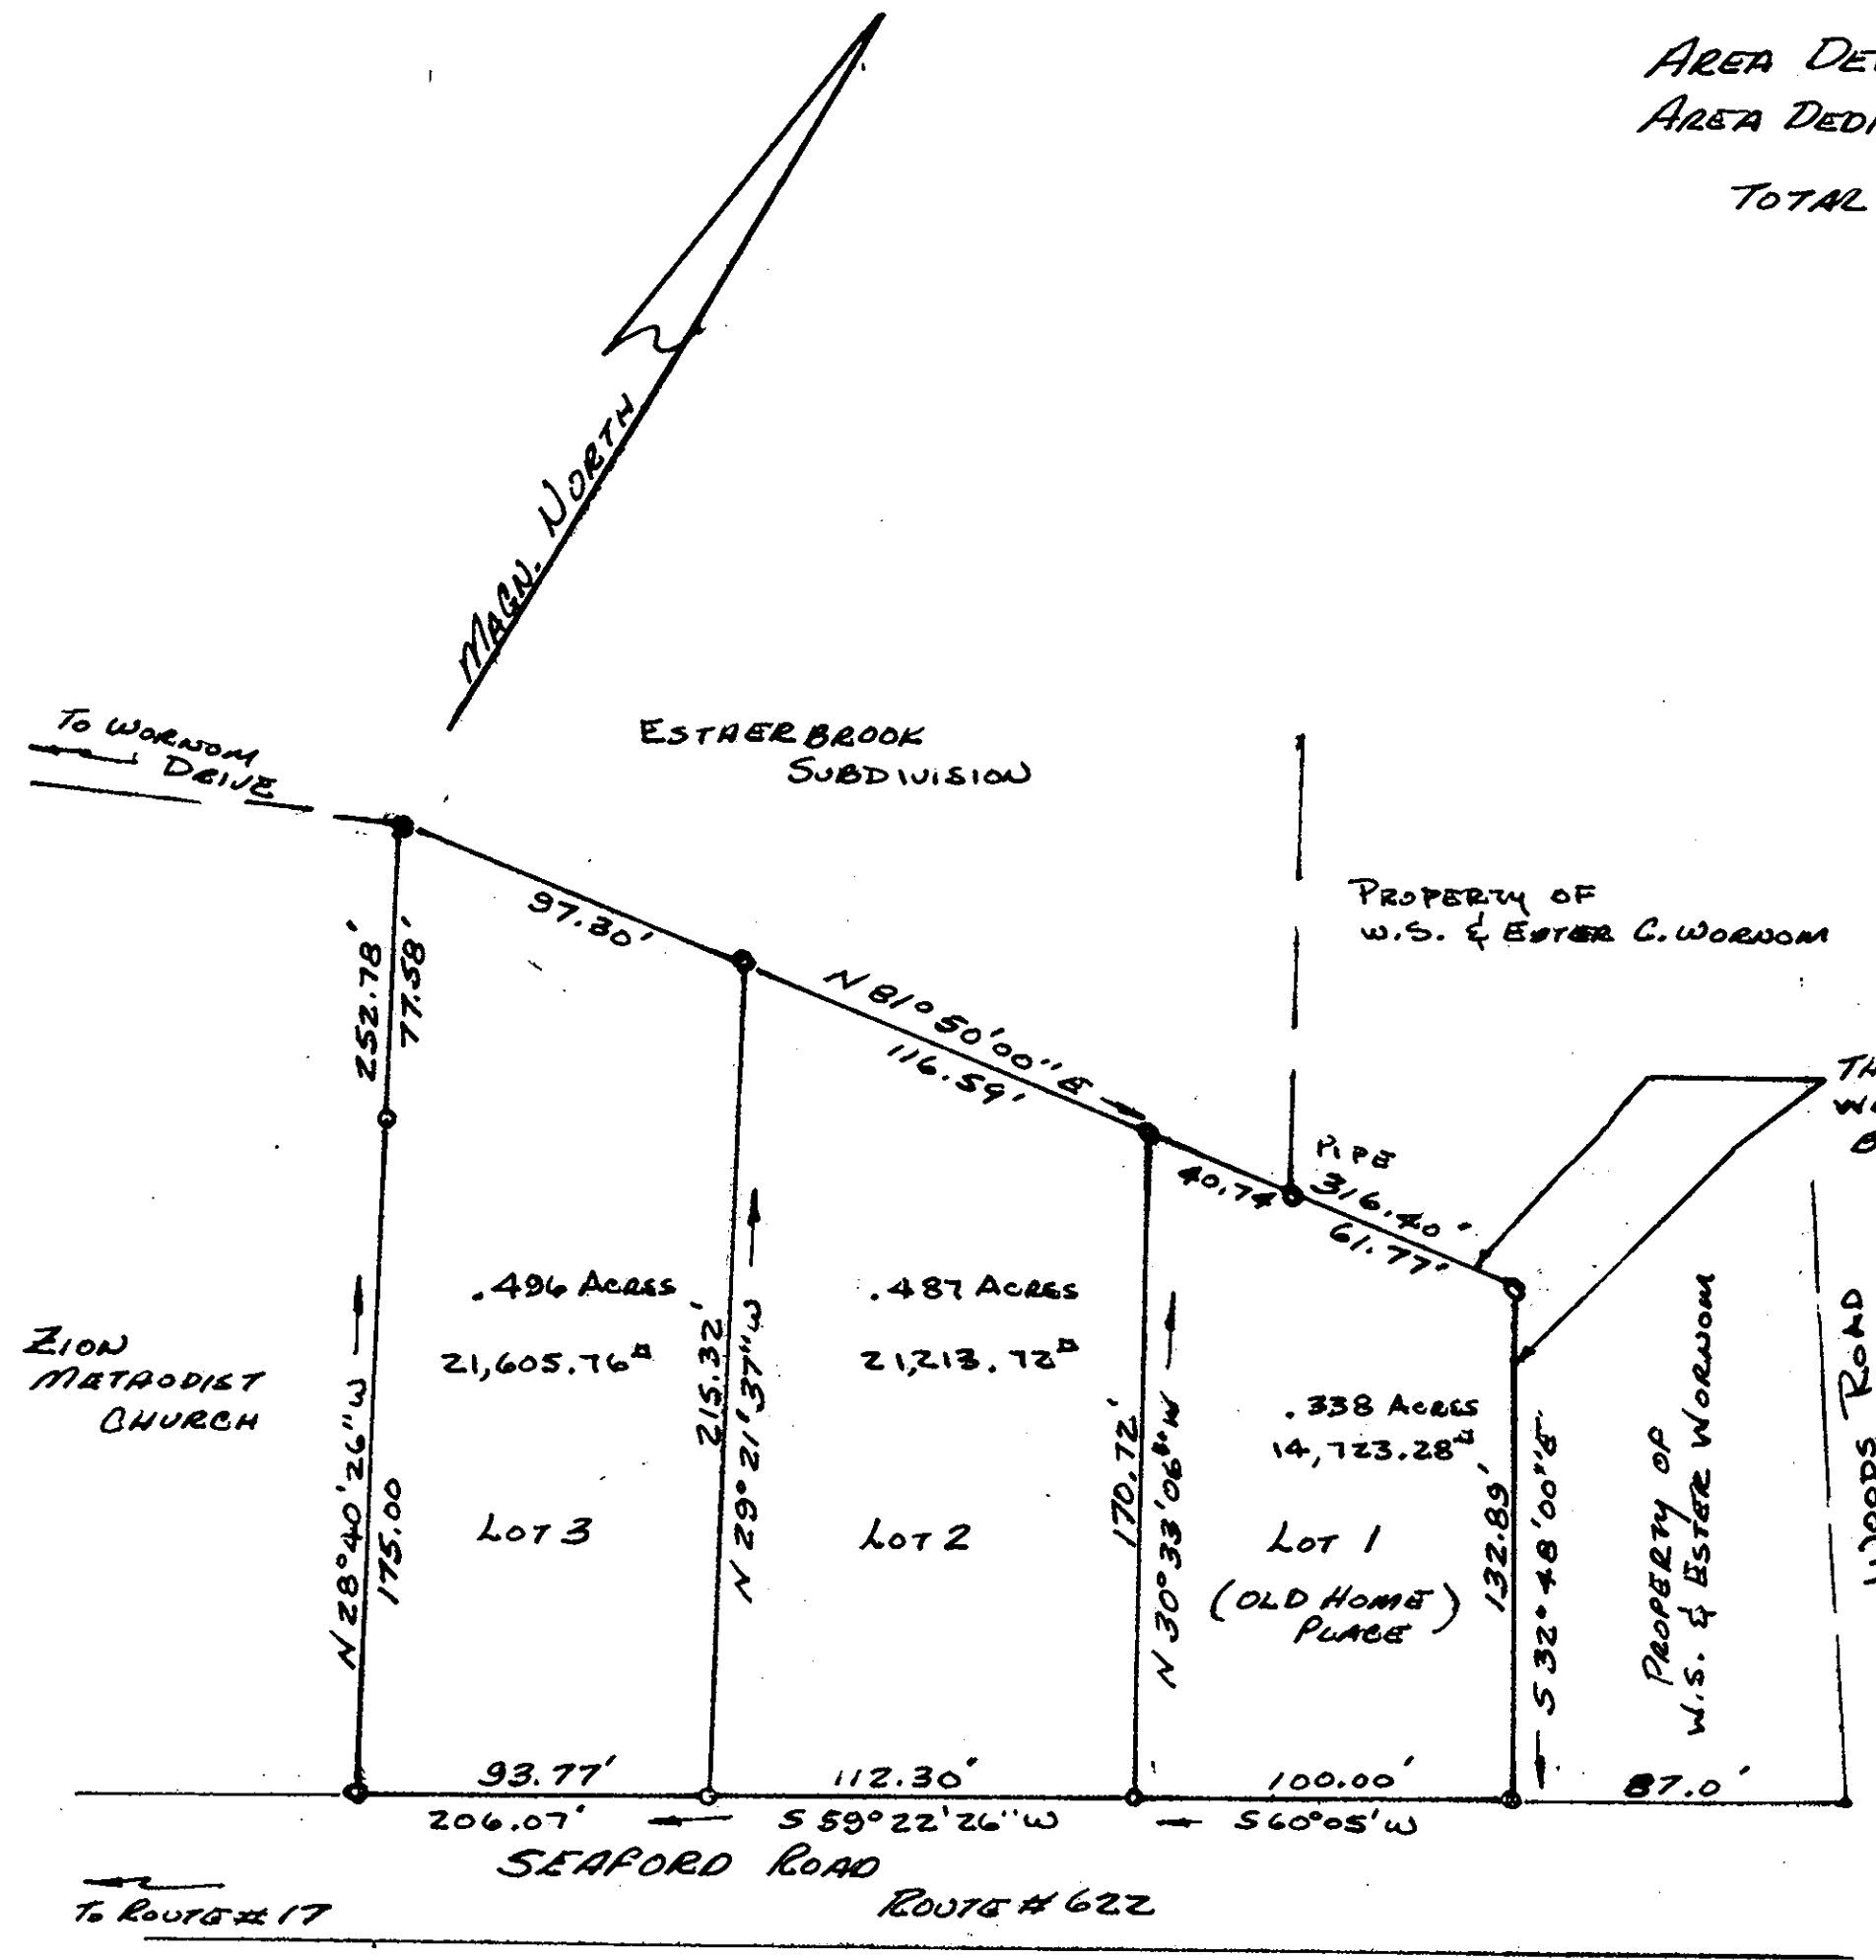 AREA DE
AREA DED
TOTAL
MAGN. NORTH
TO WORNOM
DRIVE
ESTHERBROOK
SUBDIVISION
PROPERTY OF
W.S. & ESTER C. WORNOM
97.80'
N 81° 50' 00" E
116.59'
40.74
PIPE
316.40'
61.77'
252.78'
77.58'
N 28° 40' 26" W
175.00
ZION
METHODIST
CHURCH
.496 ACRES
21,605.76
LOT 3
215.32'
N 29° 21' 37" W
.487 ACRES
21,213.72
LOT 2
170.72'
N 30° 33' 06" W
.338 ACRES
14,723.28
LOT 1
(OLD HOME)
PLACE
132.89'
S 32° 48' 00" E
PROPERTY OF
W.S. & ESTER WORNOM
WOODS ROAD
93.77'
112.30'
100.00'
87.0'
206.07'
S 59° 22' 26" W
S 60° 05' W
SEAFORD ROAD
ROUTE # 622
TO ROUTE # 17